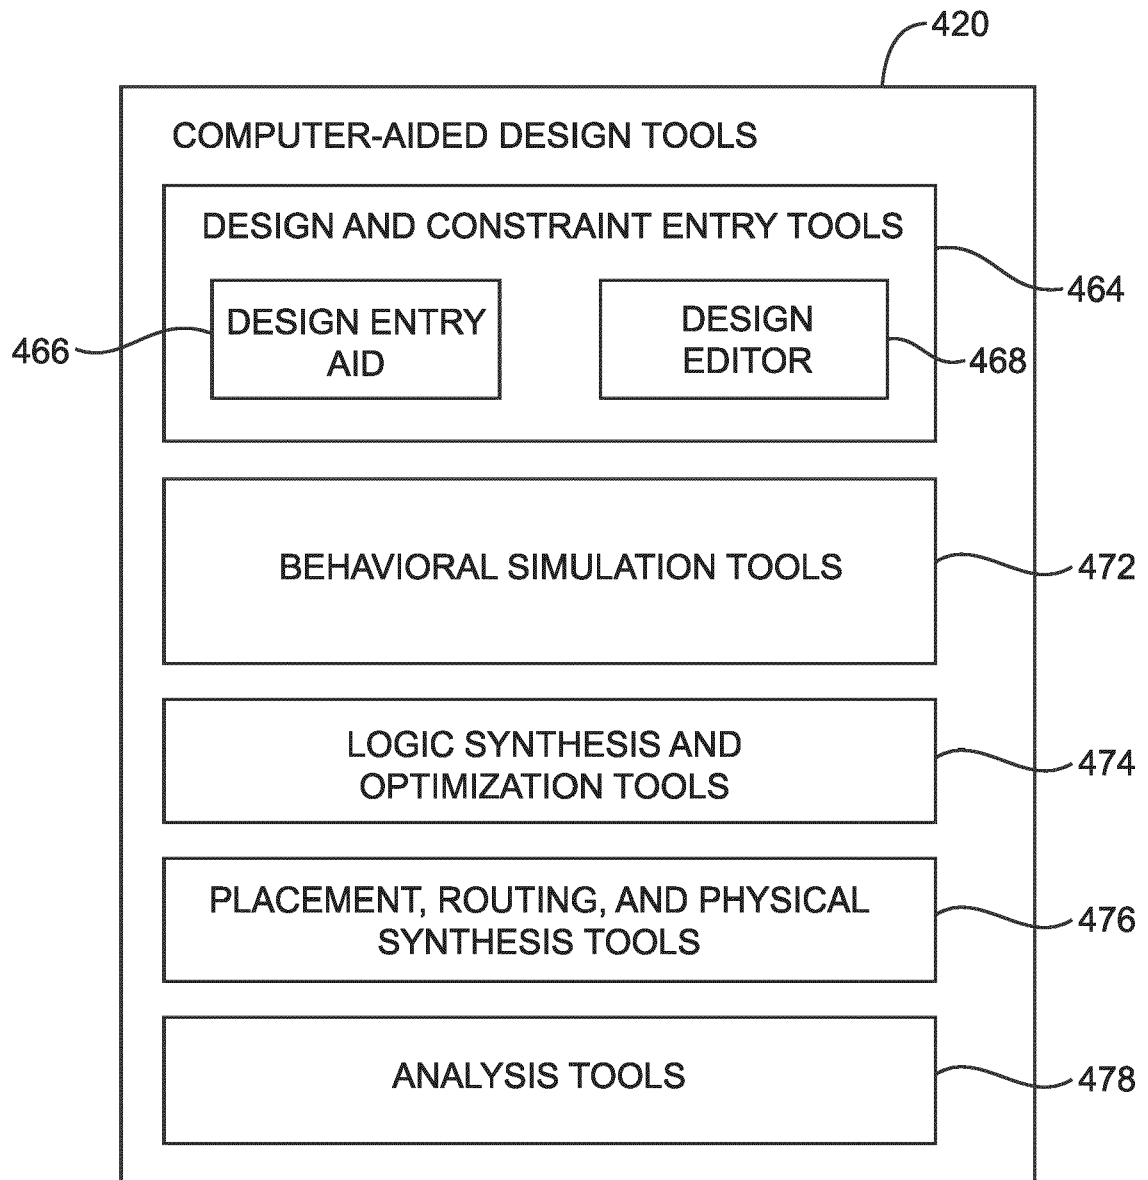 420
COMPUTER-AIDED DESIGN TOOLS
DESIGN AND CONSTRAINT ENTRY TOOLS
464
DESIGN ENTRY
AID
466
DESIGN
EDITOR
468
BEHAVIORAL SIMULATION TOOLS
472
LOGIC SYNTHESIS AND
OPTIMIZATION TOOLS
474
PLACEMENT, ROUTING, AND PHYSICAL
SYNTHESIS TOOLS
476
ANALYSIS TOOLS
478